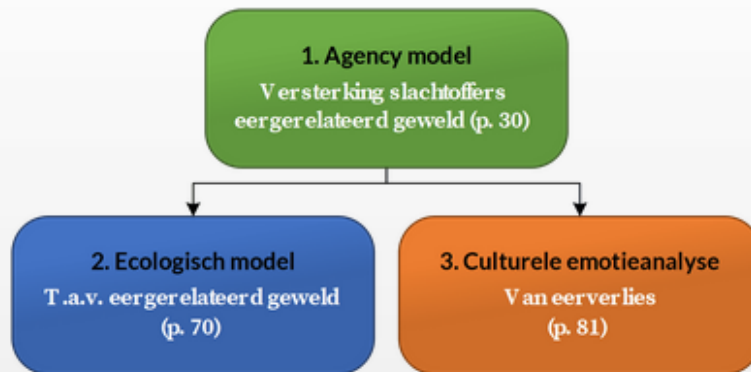 1. Agency model
Versterking slachtoffers
eergerelateerd geweld (p. 30)
2. Ecologisch model
T.a.v. eergerelateerd geweld
(p. 70)
3. Culturele emotieanalyse
Van eerverlies
(p. 81)